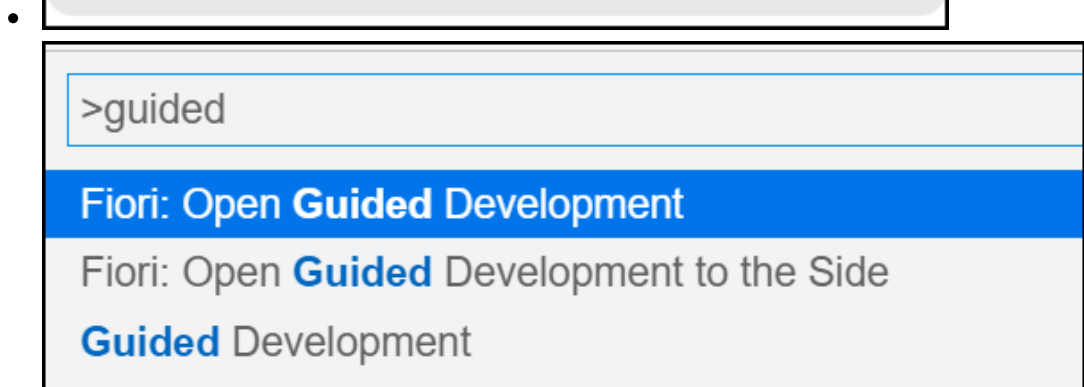 >guided
Fiori: Open Guided Development
Fiori: Open Guided Development to the Side
Guided Development